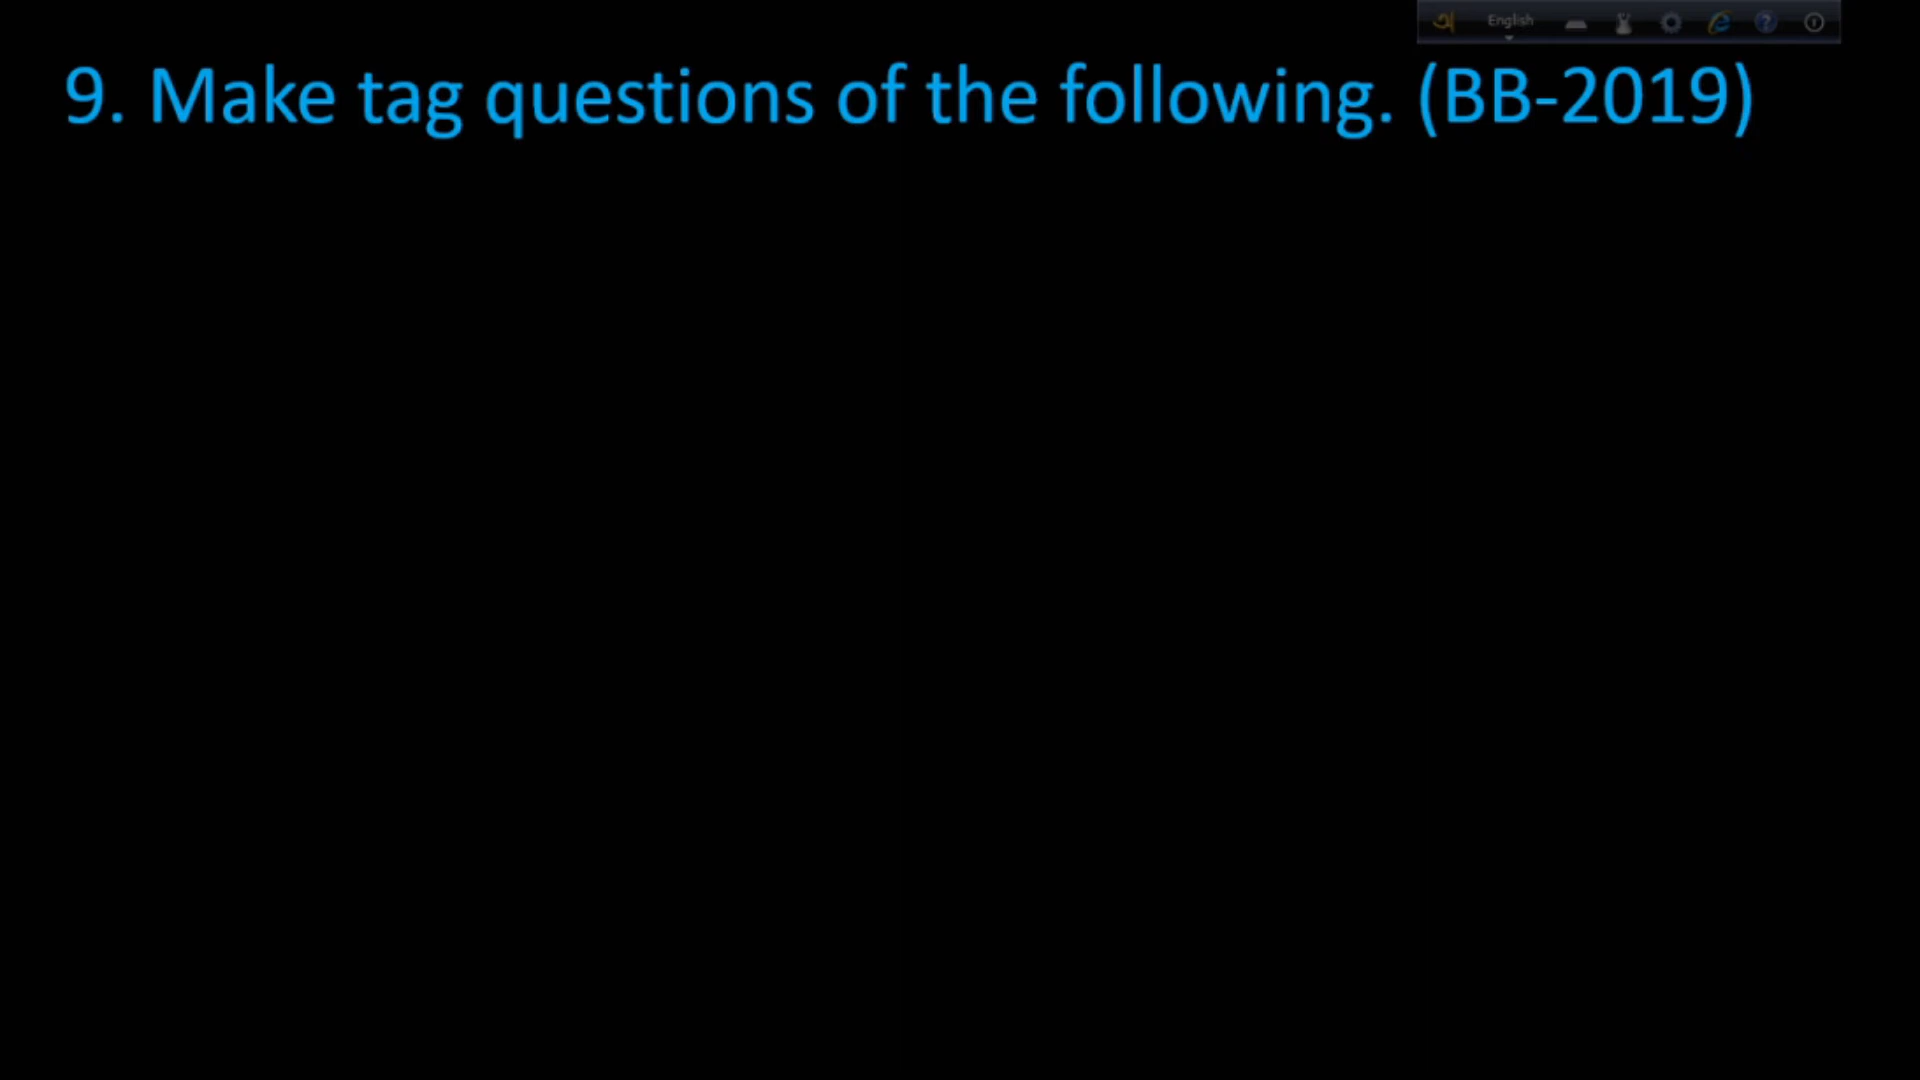 অ English
9. Make tag questions of the following. (BB-2019)